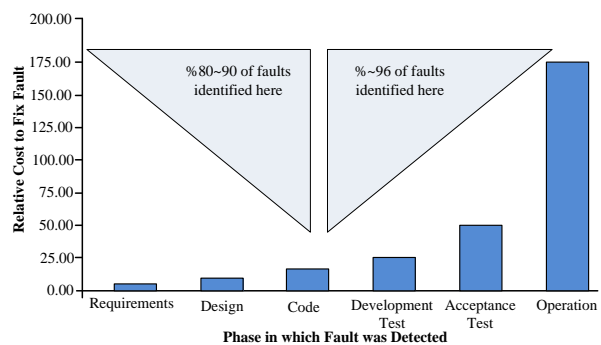 200.00
175.00
150.00
125.00
100.00
75.00
50.00
25.00
0.00
Relative Cost to Fix Fault
%80~90 of faults
identified here
%~96 of faults
identified here
Requirements
Design
Code
Development
Test
Acceptance
Test
Operation
Phase in which Fault was Detected